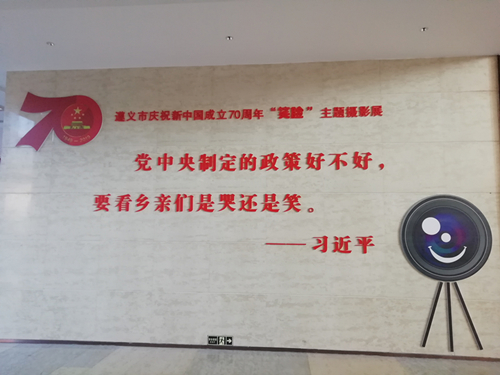 70
遵义市庆祝新中国成立70周年“笑脸”主题摄影展
党中央制定的政策好不好，
要看乡亲们是哭还是笑。
——习近平